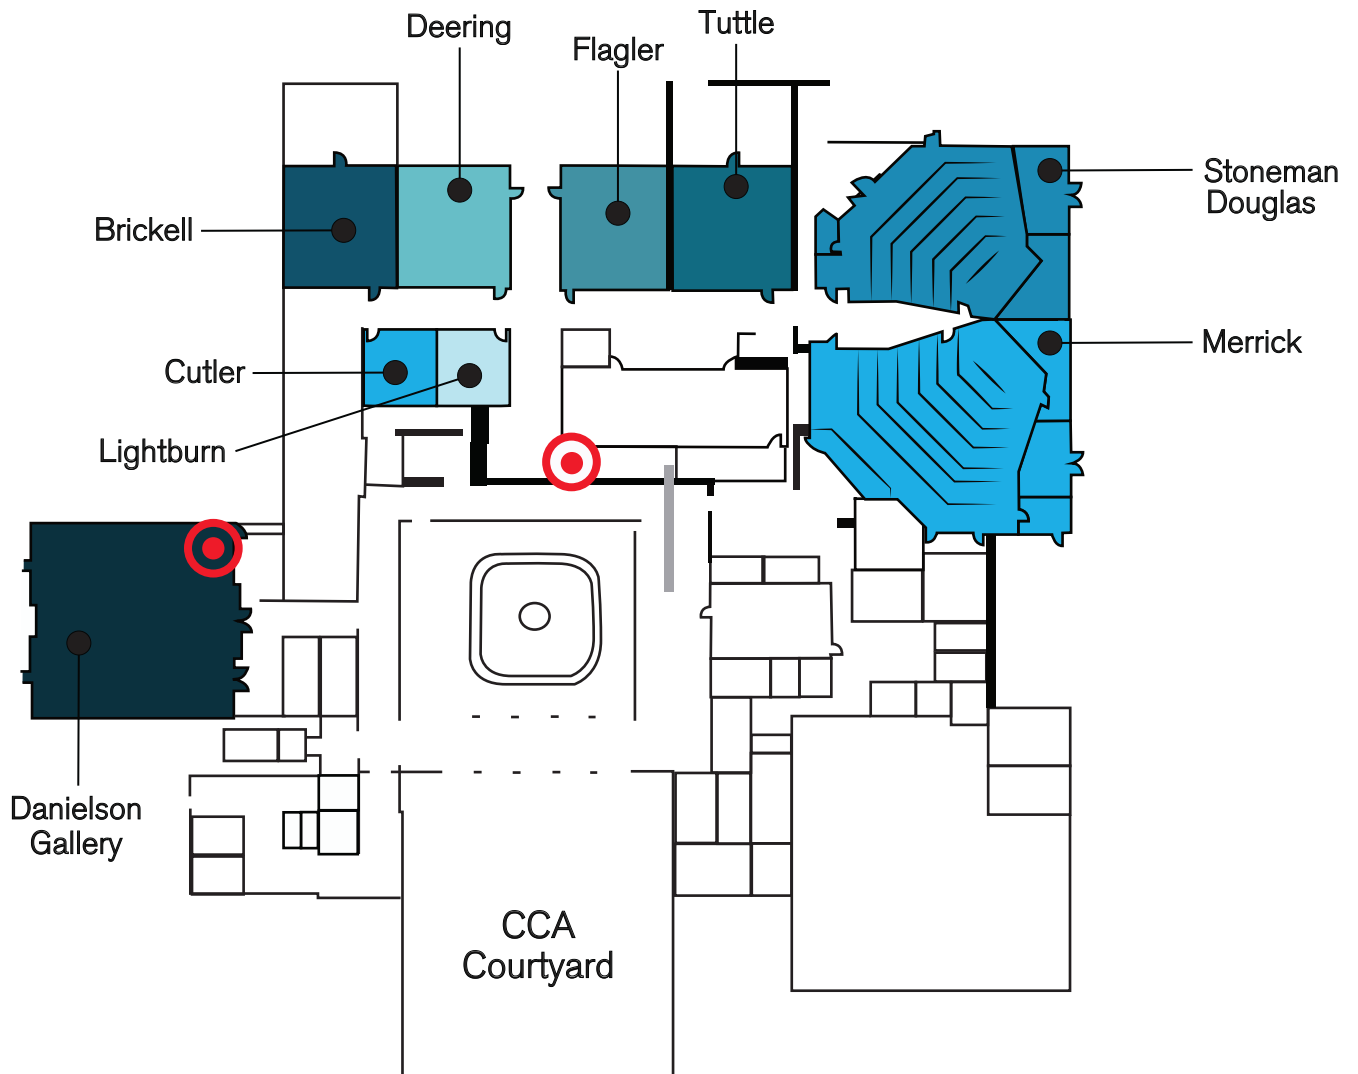 Deering
Flagler
Tuttle
Stoneman
Douglas
Brickell
Merrick
Cutler
Lightburn
Danielson
Gallery
CCA
Courtyard